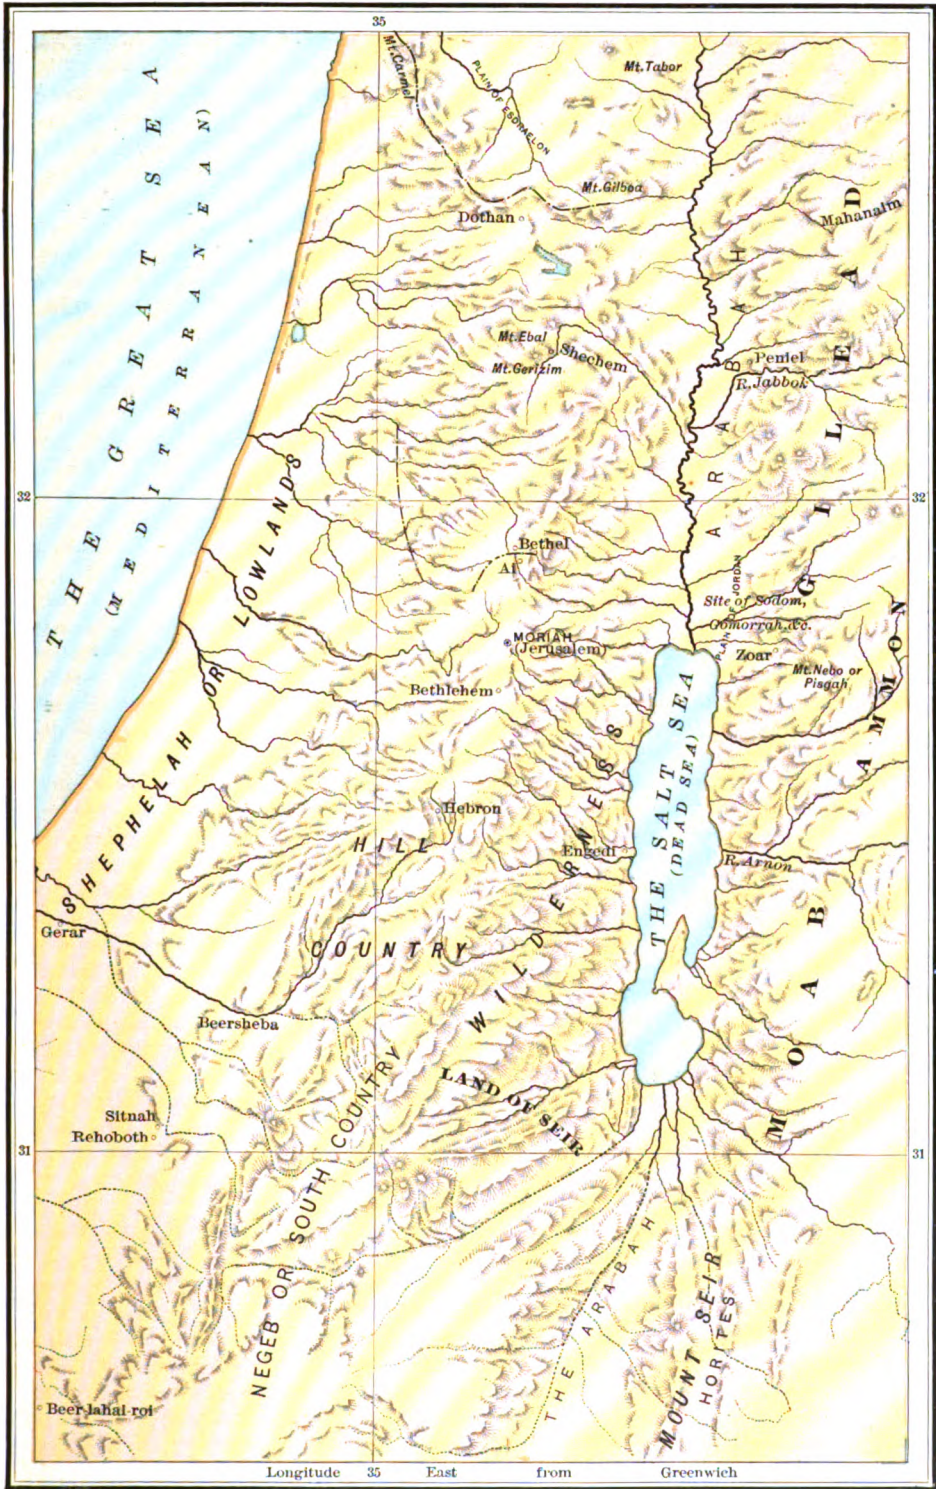 35
THE GREAT SEA
(MEDITERRANEAN)
Mt.Carmel
PLAIN OF ESDRAELON
Mt.Tabor
Mt.Gilboa
Dothan
Mahanaim
GILEAD
ARABAH
Mt.Ebal
Shechem
Mt.Gerizim
Peniel
R.Jabbok
32
32
SHEPHELAH OR LOWLANDS
Bethel
Ai
PLAIN OF JORDAN
Site of Sodom,
Gomorrah,&c.
MORIAH
(Jerusalem)
Zoar
Mt.Nebo or
Pisgah
AMMON
Bethlehem
THE SALT SEA
(DEAD SEA)
Hebron
HILL
COUNTRY
WILDERNESS
Engedi
R.Arnon
Gerar
MOAB
Beersheba
LAND OF SEIR
Sitnah
Rehoboth
31
31
NEGEB OR SOUTH COUNTRY
THE ARABAH
MOUNT SEIR
HORITES
Beer-lahai-roi
Longitude 35 East from Greenwich